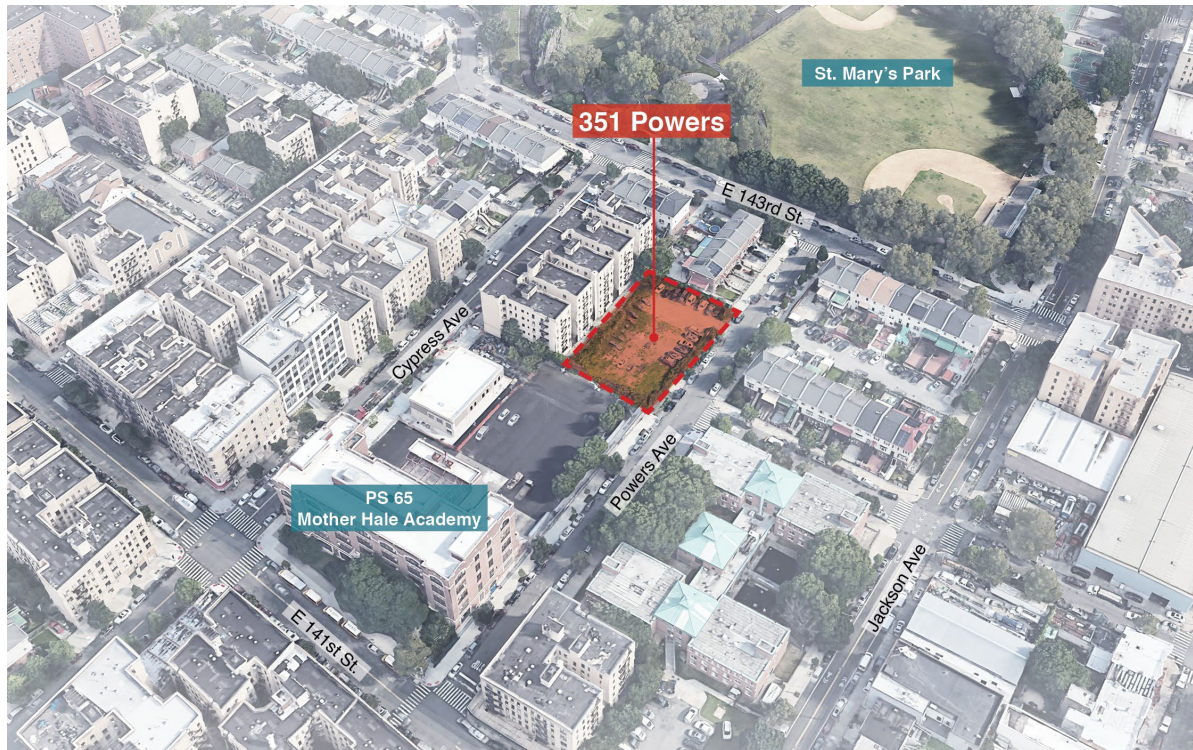 St. Mary's Park
351 Powers
E 143rd St.
Cypress Ave
Powers Ave
PS 65
Mother Hale Academy
Jackson Ave
E 141st St.